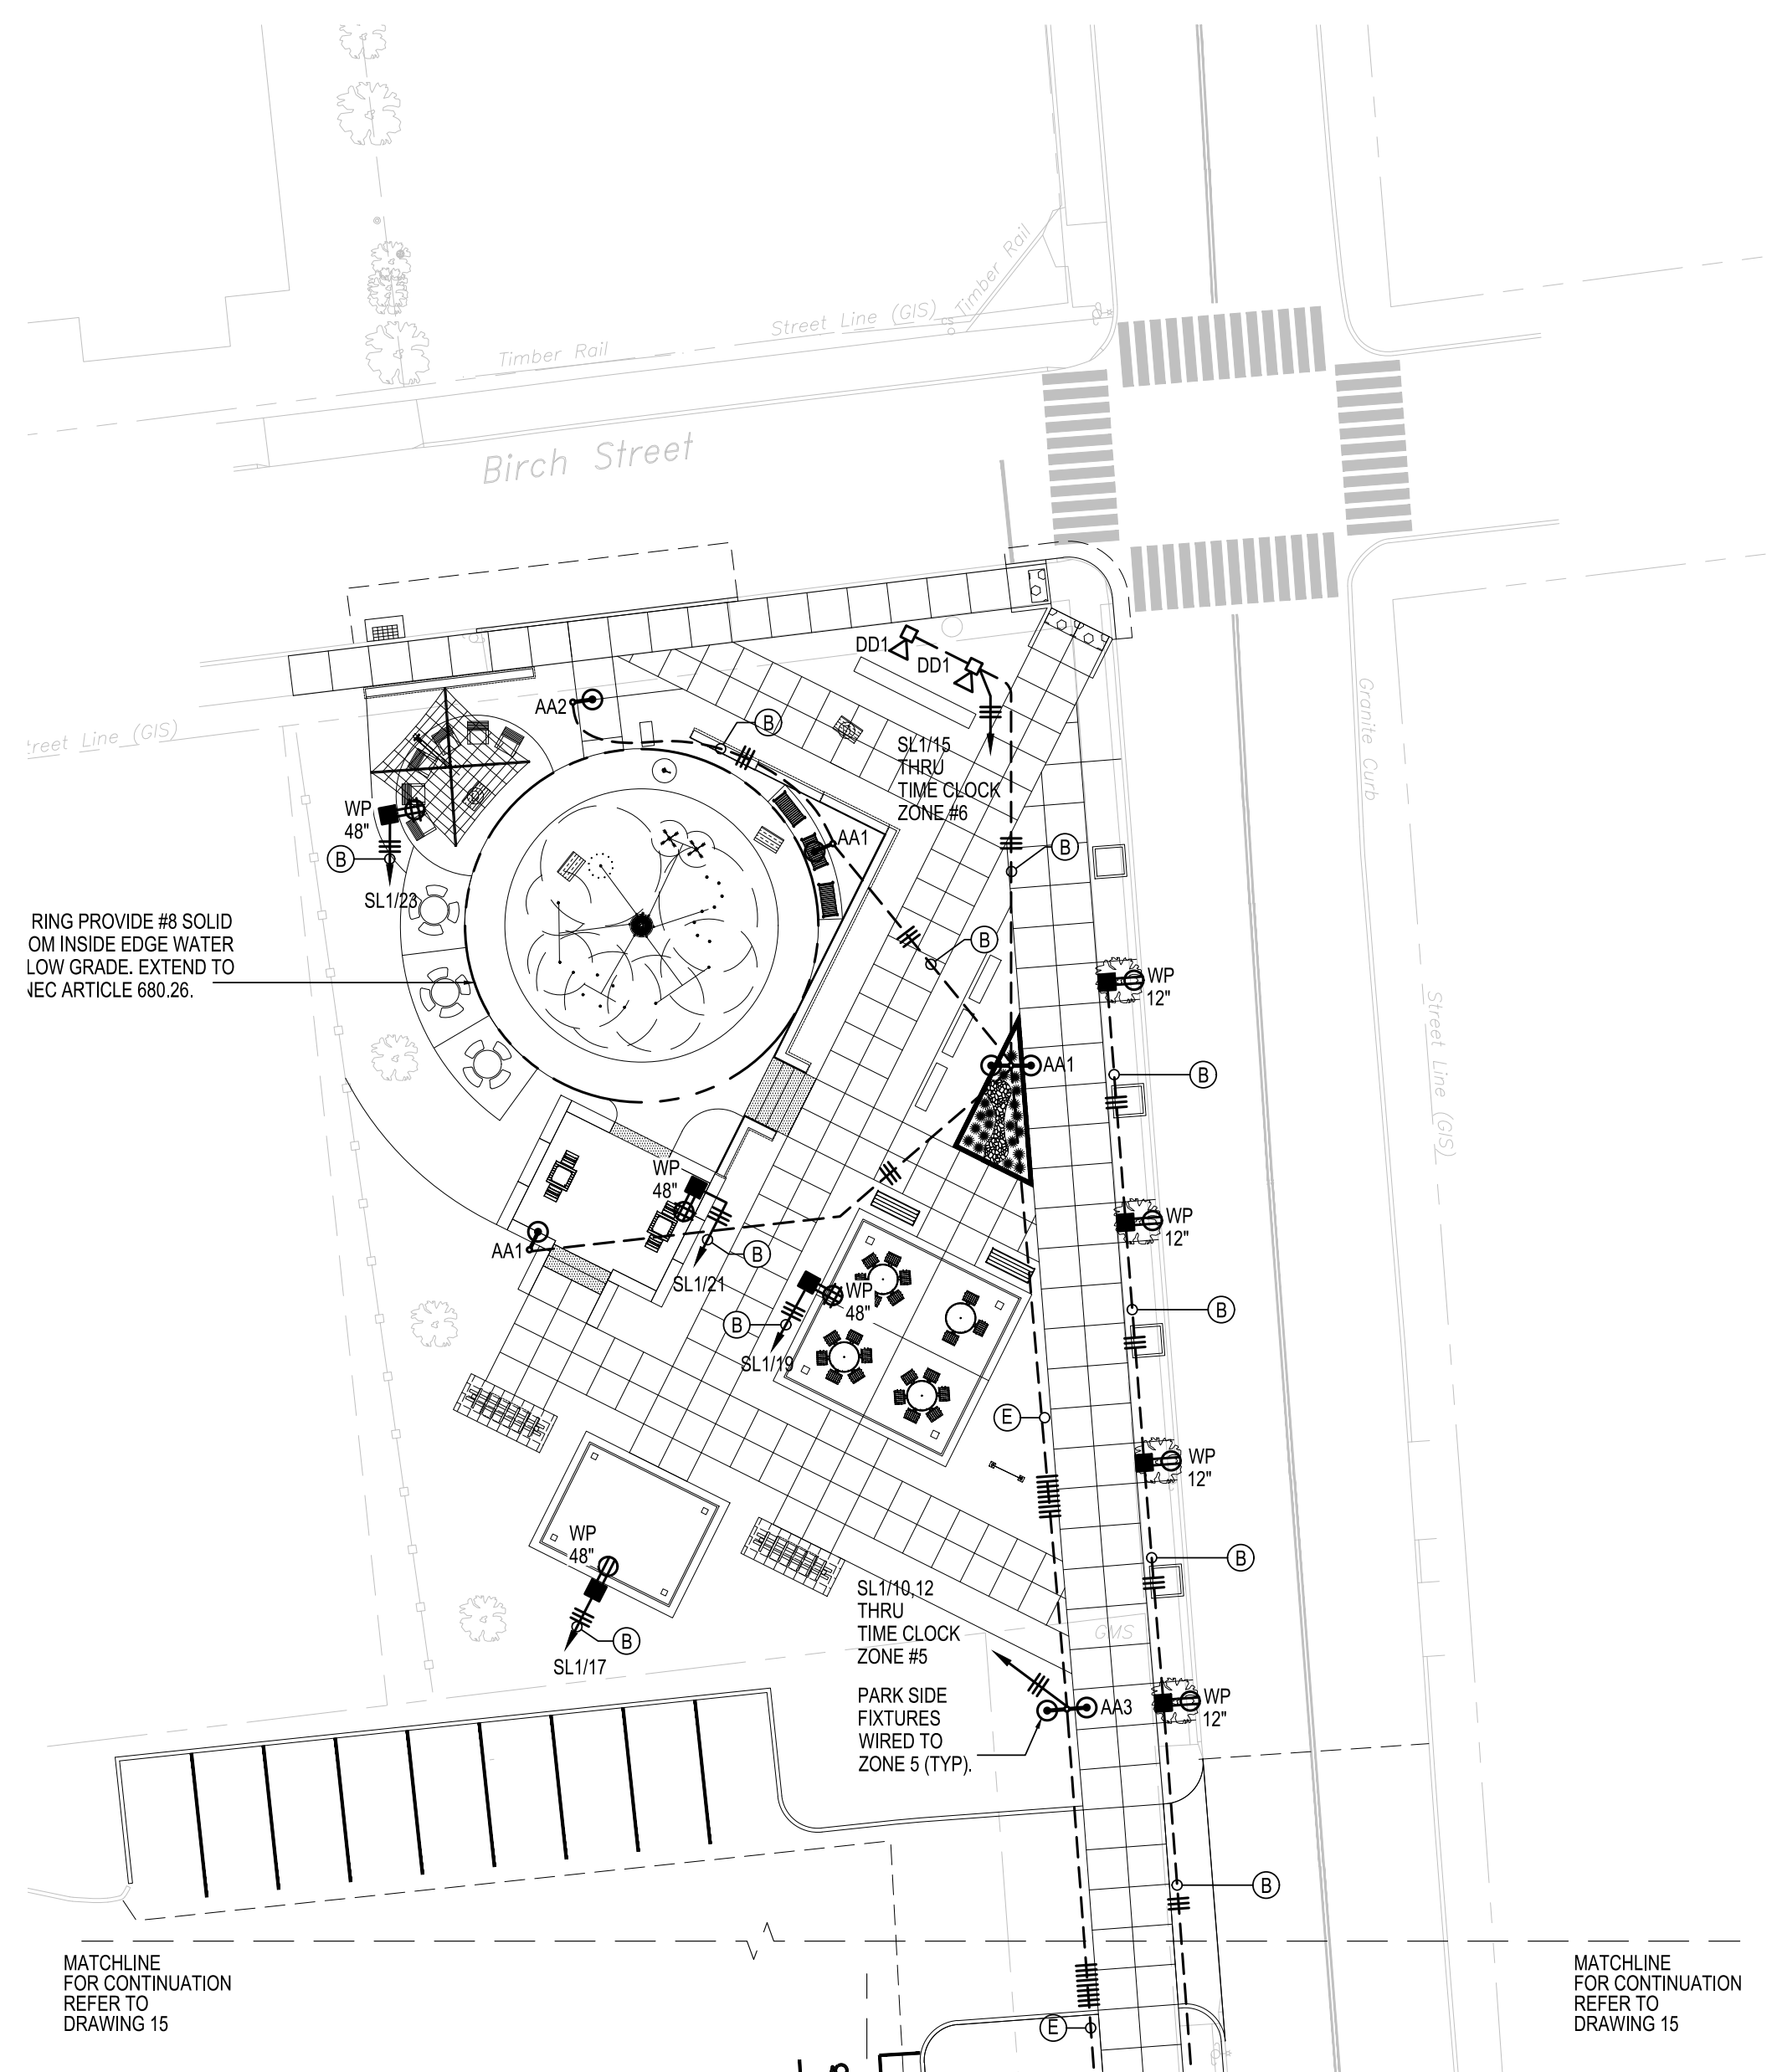 Timber Rail
Street Line (GIS)
Timber Rail
Birch Street
DD1
DD1
AA2
B
Street Line (GIS)
SL1/15
THRU
TIME CLOCK
ZONE #6
Granite Curb
WP
48"
AA1
B
B
SL1/23
RING PROVIDE #8 SOLID
OM INSIDE EDGE WATER
LOW GRADE. EXTEND TO
NEC ARTICLE 680.26.
B
WP
12"
AA1
B
Street Line (GIS)
WP
48"
WP
12"
AA1
B
SL1/21
WP
48"
B
B
SL1/19
E
WP
12"
WP
48"
B
SL1/10,12
THRU
TIME CLOCK
ZONE #5
GMS
B
SL1/17
PARK SIDE
FIXTURES
WIRED TO
ZONE 5 (TYP).
AA3
WP
12"
B
MATCHLINE
FOR CONTINUATION
REFER TO
DRAWING 15
MATCHLINE
FOR CONTINUATION
REFER TO
DRAWING 15
E